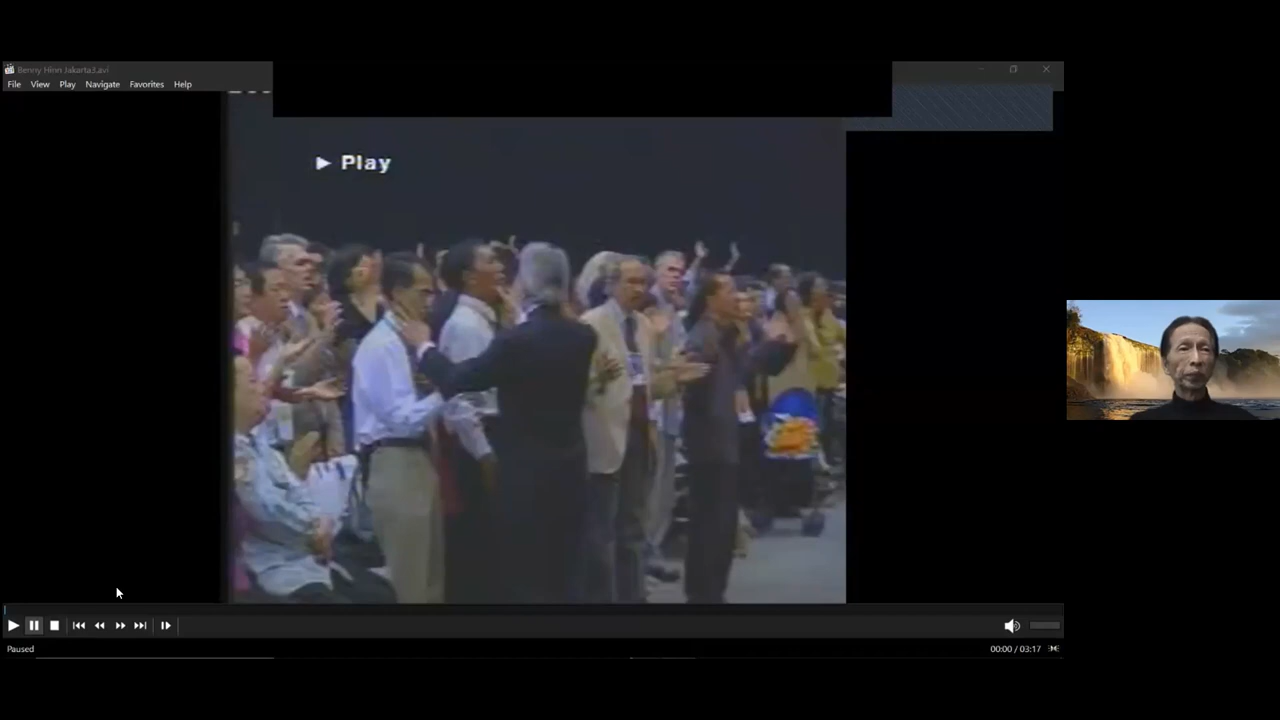 Benny Hinn Jakarta3.avi
File View Play Navigate Favorites Help
► Play
Paused
00:00 / 03:17